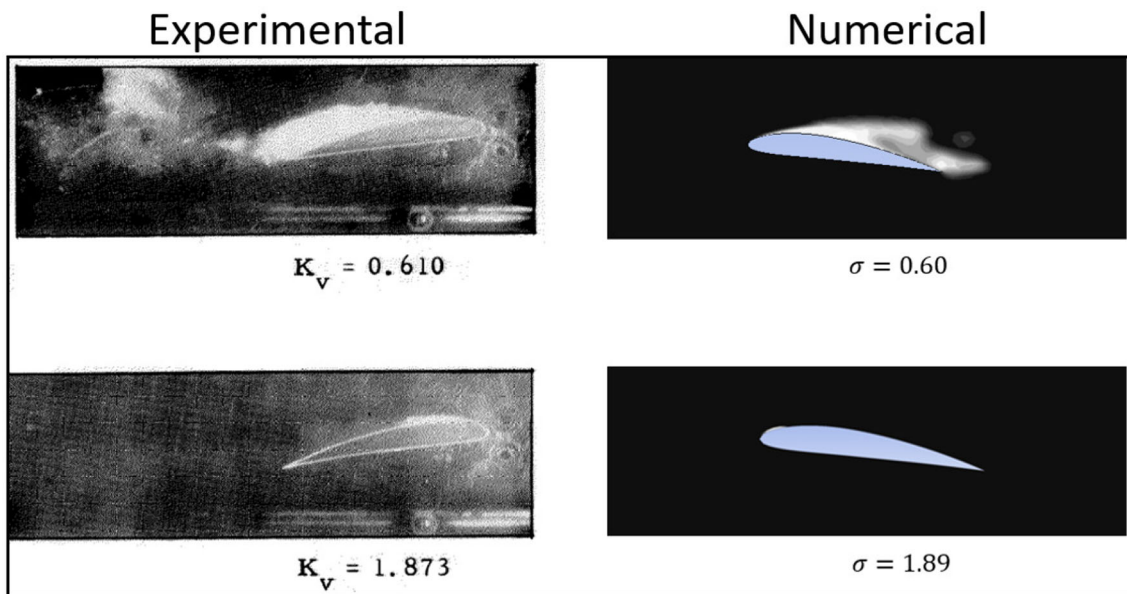 Experimental Numerical
K_v = 0.610 σ = 0.60
K_v = 1.873 σ = 1.89